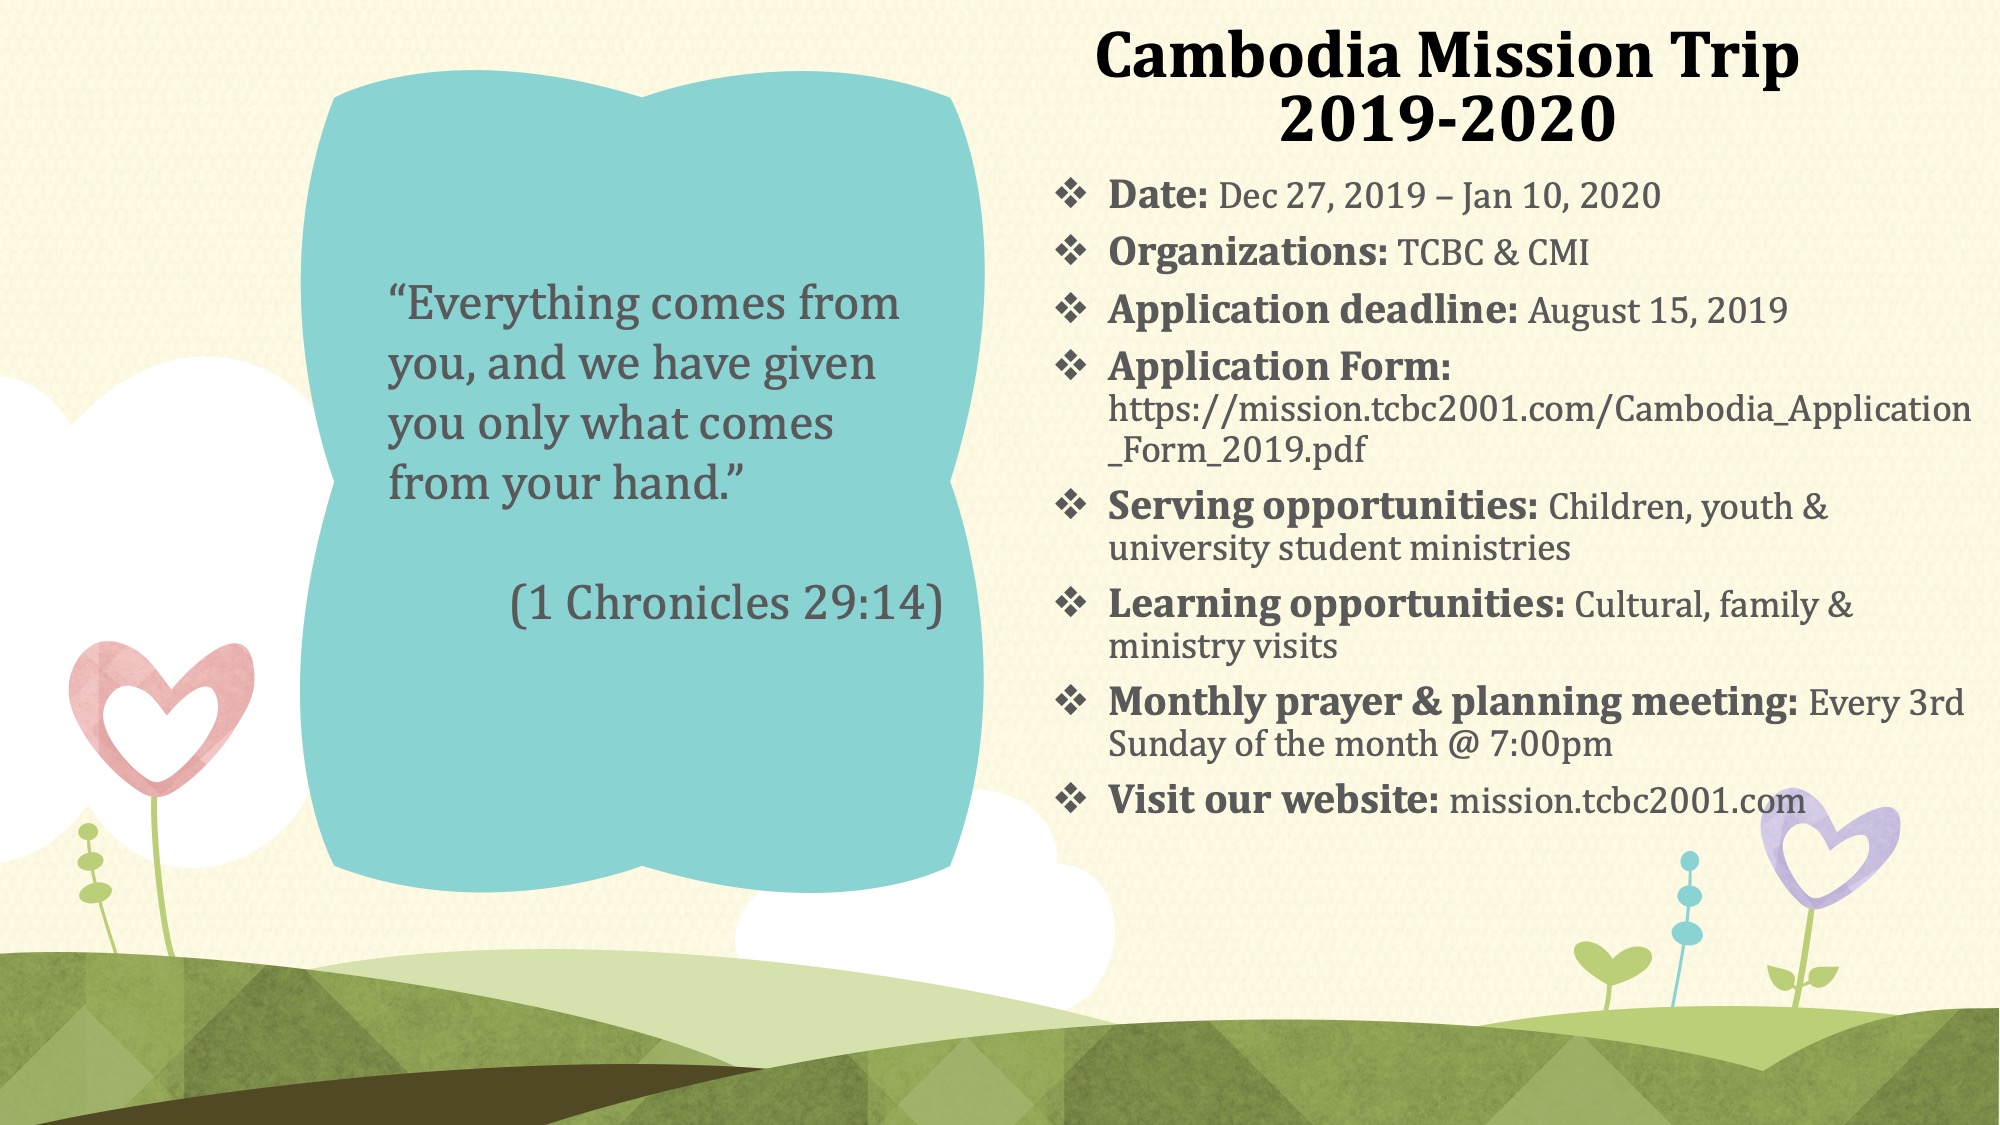 “Everything comes from
you, and we have given
you only what comes
from your hand.”
(1 Chronicles 29:14)
Cambodia Mission Trip
2019-2020
❖ Date: Dec 27, 2019 – Jan 10, 2020
❖ Organizations: TCBC & CMI
❖ Application deadline: August 15, 2019
❖ Application Form:
https://mission.tcbc2001.com/Cambodia_Application
_Form_2019.pdf
❖ Serving opportunities: Children, youth &
university student ministries
❖ Learning opportunities: Cultural, family &
ministry visits
❖ Monthly prayer & planning meeting: Every 3rd
Sunday of the month @ 7:00pm
❖ Visit our website: mission.tcbc2001.com